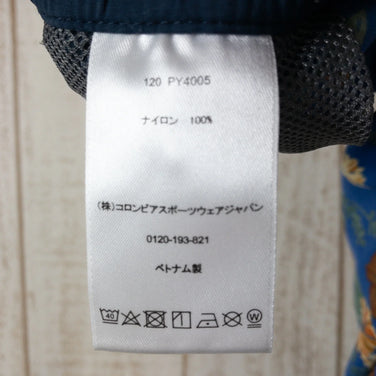 120 PY4005
ナイロン 100%
(株)コロンビアスポーツウェアジャパン
0120-193-821
ベトナム製
40 W